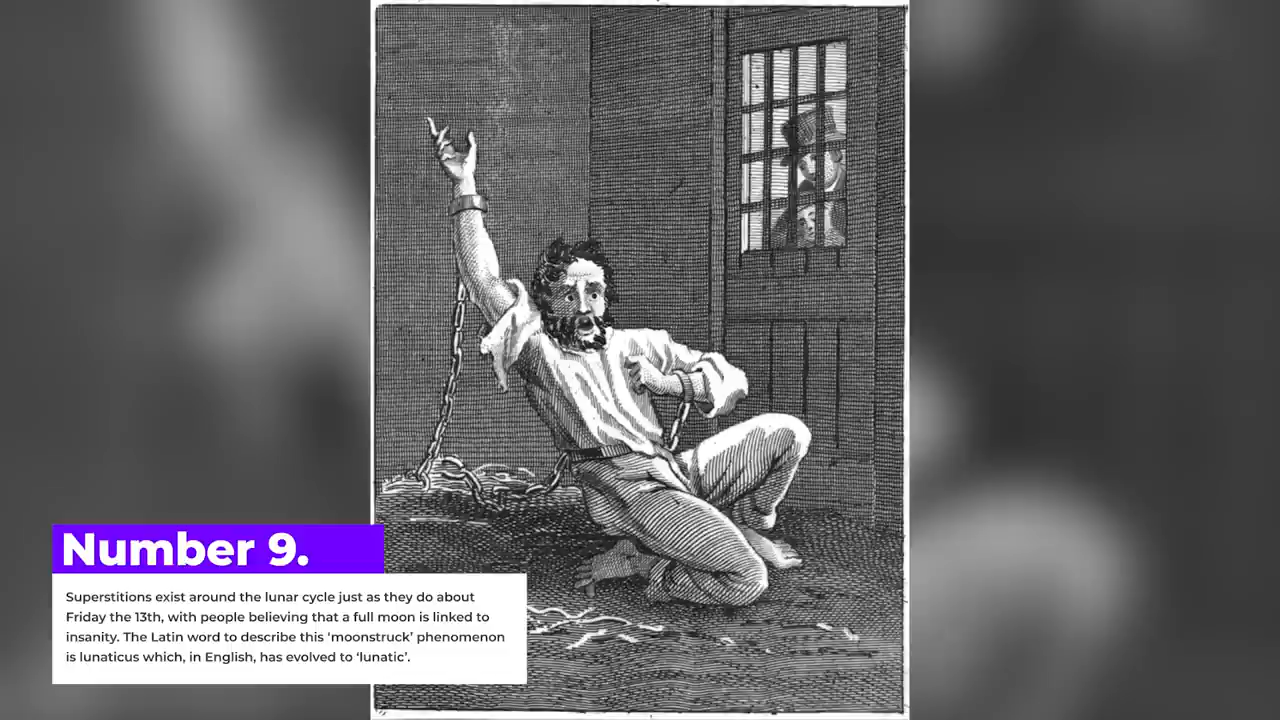 Number 9.
Superstitions exist around the lunar cycle just as they do about
Friday the 13th, with people believing that a full moon is linked to
insanity. The Latin word to describe this ‘moonstruck’ phenomenon
is lunaticus which, in English, has evolved to ‘lunatic’.